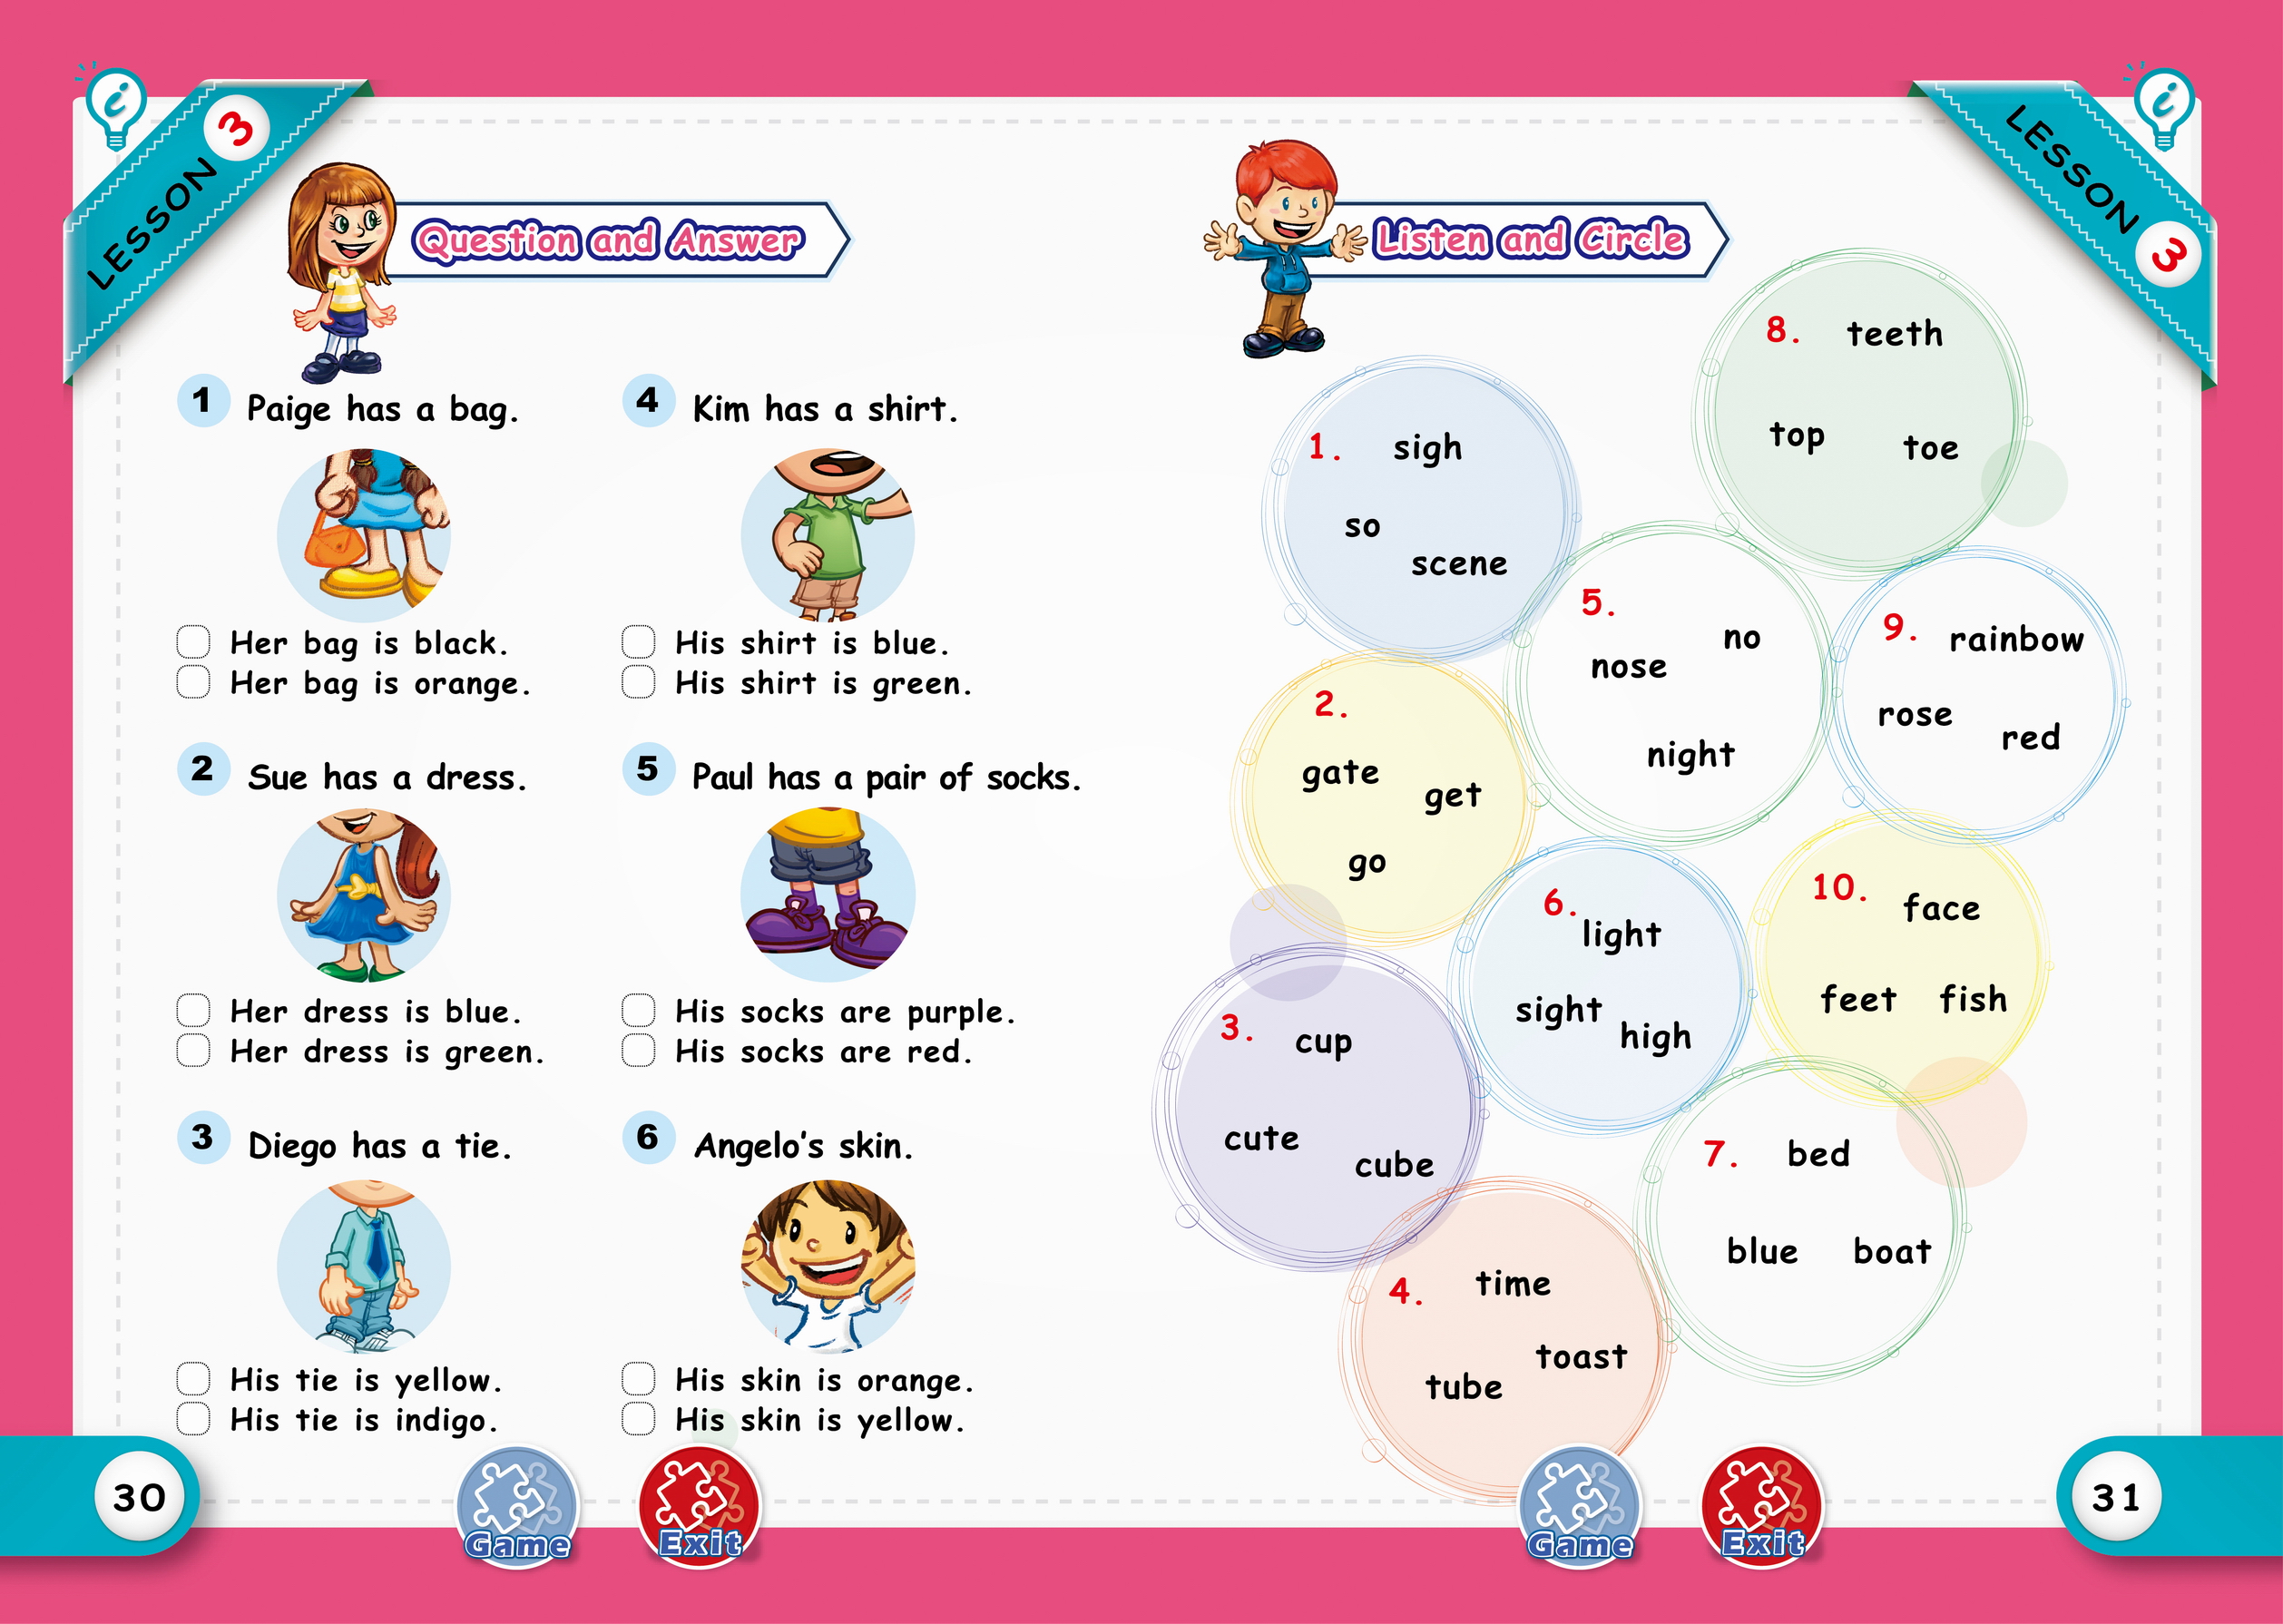 LESSON 3
Question and Answer
1 Paige has a bag.
Her bag is black.
Her bag is orange.
2 Sue has a dress.
Her dress is blue.
Her dress is green.
3 Diego has a tie.
His tie is yellow.
His tie is indigo.
4 Kim has a shirt.
His shirt is blue.
His shirt is green.
5 Paul has a pair of socks.
His socks are purple.
His socks are red.
6 Angelo's skin.
His skin is orange.
His skin is yellow.
30
Game
Exit
LESSON 3
Listen and Circle
1. sigh
so
scene
2.
gate
get
go
3. cup
cute
cube
4. time
toast
tube
5.
no
nose
night
6.
light
sight
high
7. bed
blue boat
8. teeth
top toe
9. rainbow
rose
red
10. face
feet fish
Game
Exit
31
i
i